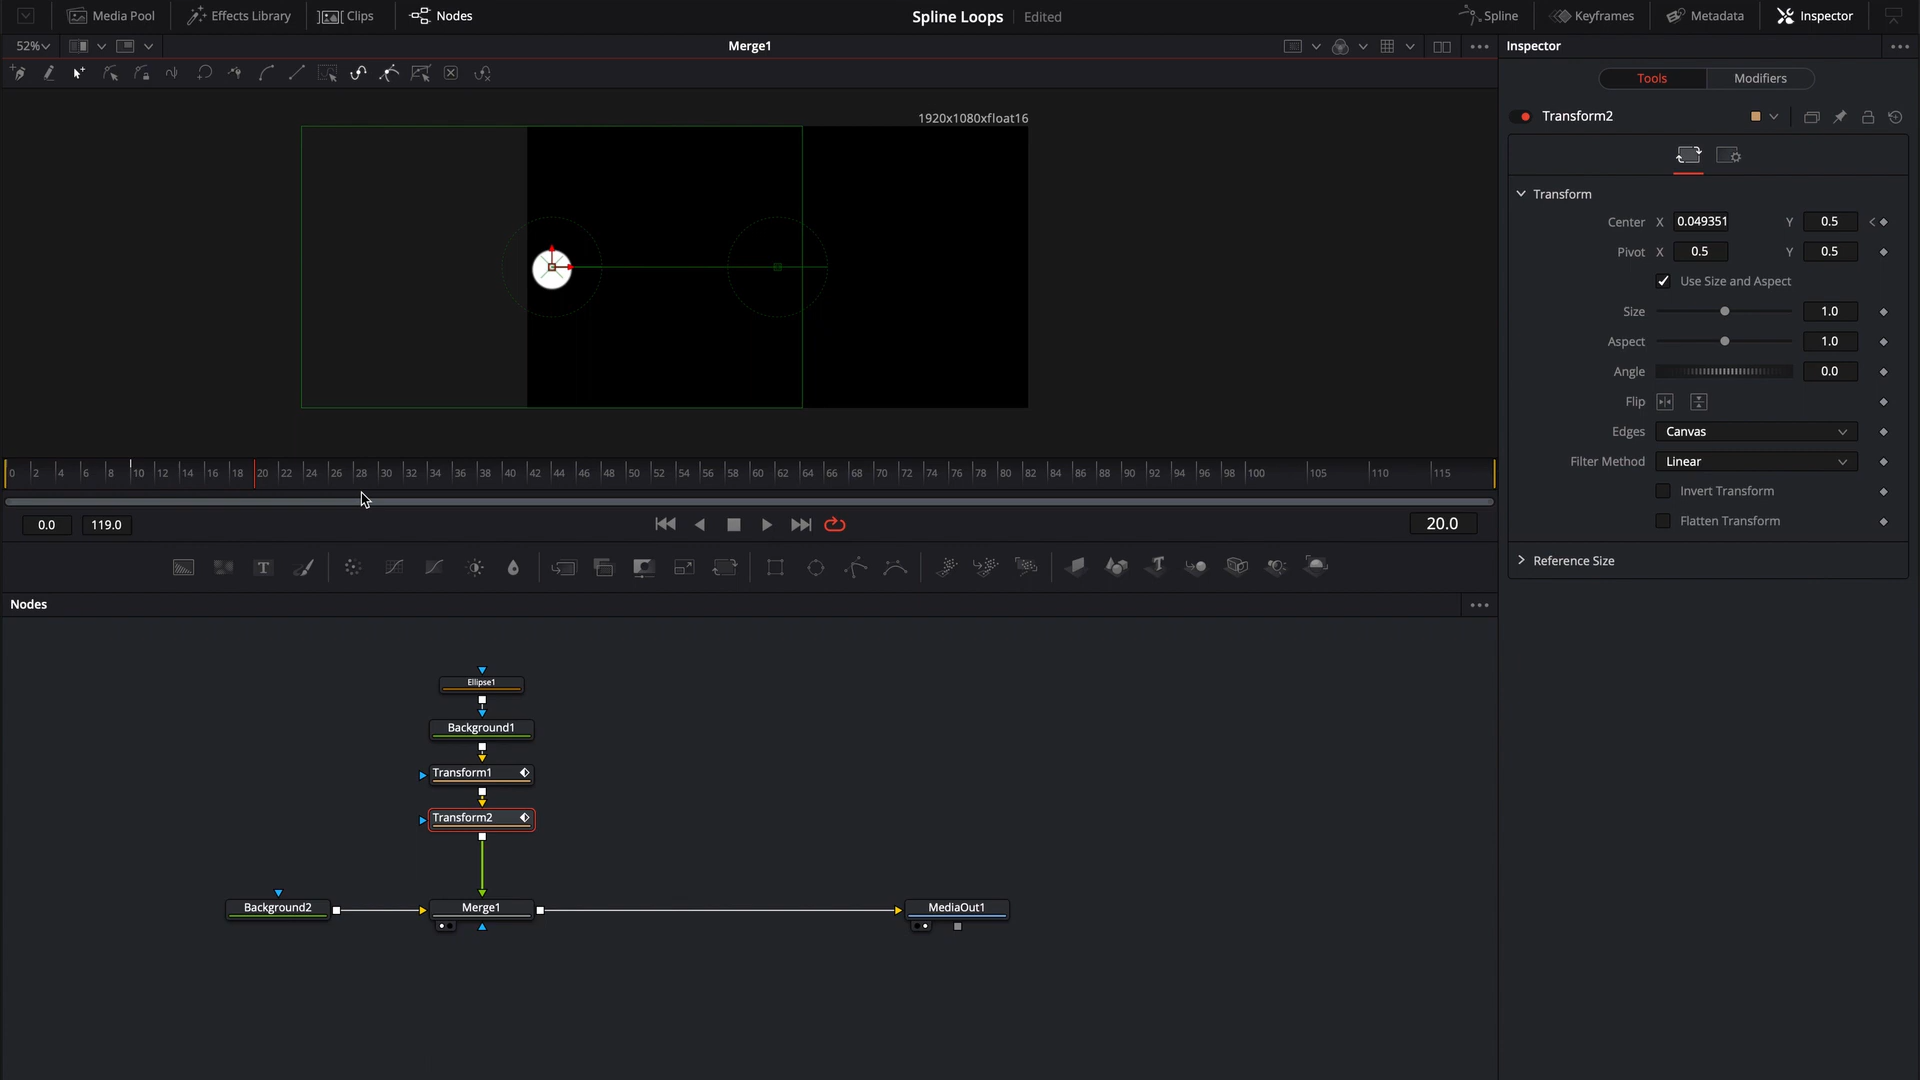 Media Pool
Effects Library
Clips
Nodes
Spline Loops
Edited
Spline
Keyframes
Metadata
Inspector
52%
Merge1
Inspector
Tools
Modifiers
1920x1080xfloat16
Transform2
Transform
Center X 0.049351 Y 0.5
Pivot X 0.5 Y 0.5
Use Size and Aspect
Size 1.0
Aspect 1.0
Angle 0.0
Flip
Edges Canvas
Filter Method Linear
Invert Transform
Flatten Transform
Reference Size
0 2 4 6 8 10 12 14 16 18 20 22 24 26 28 30 32 34 36 38 40 42 44 46 48 50 52 54 56 58 60 62 64 66 68 70 72 74 76 78 80 82 84 86 88 90 92 94 96 98 100 105 110 115
0.0 119.0 20.0
Nodes
Ellipse1
Background1
Transform1
Transform2
Background2
Merge1
MediaOut1